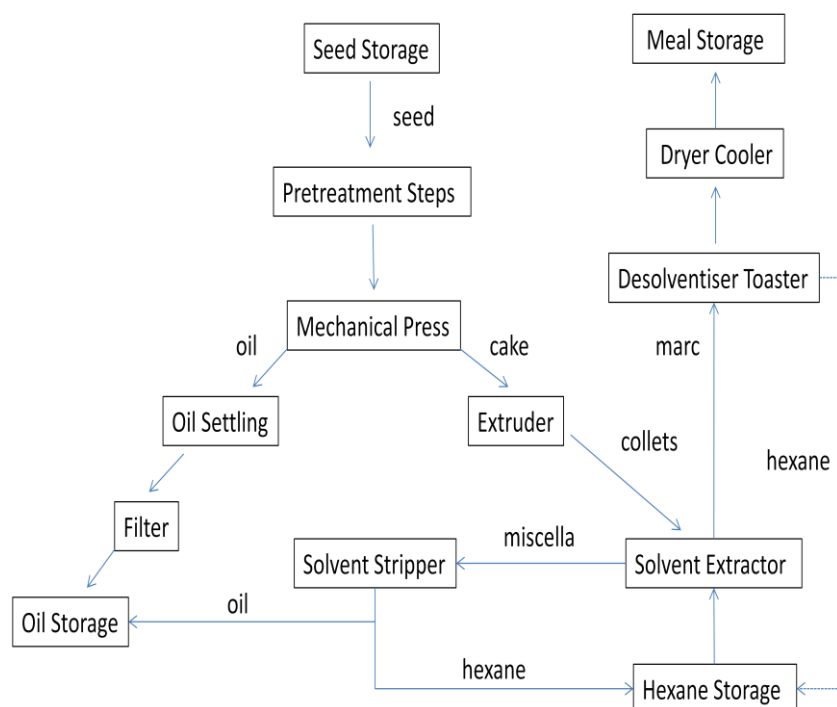 Seed Storage
Meal Storage
seed
Dryer Cooler
Pretreatment Steps
Desolventiser Toaster
Mechanical Press
oil
cake
marc
Oil Settling
Extruder
collets
hexane
Filter
miscella
Solvent Stripper
Solvent Extractor
oil
Oil Storage
hexane
Hexane Storage